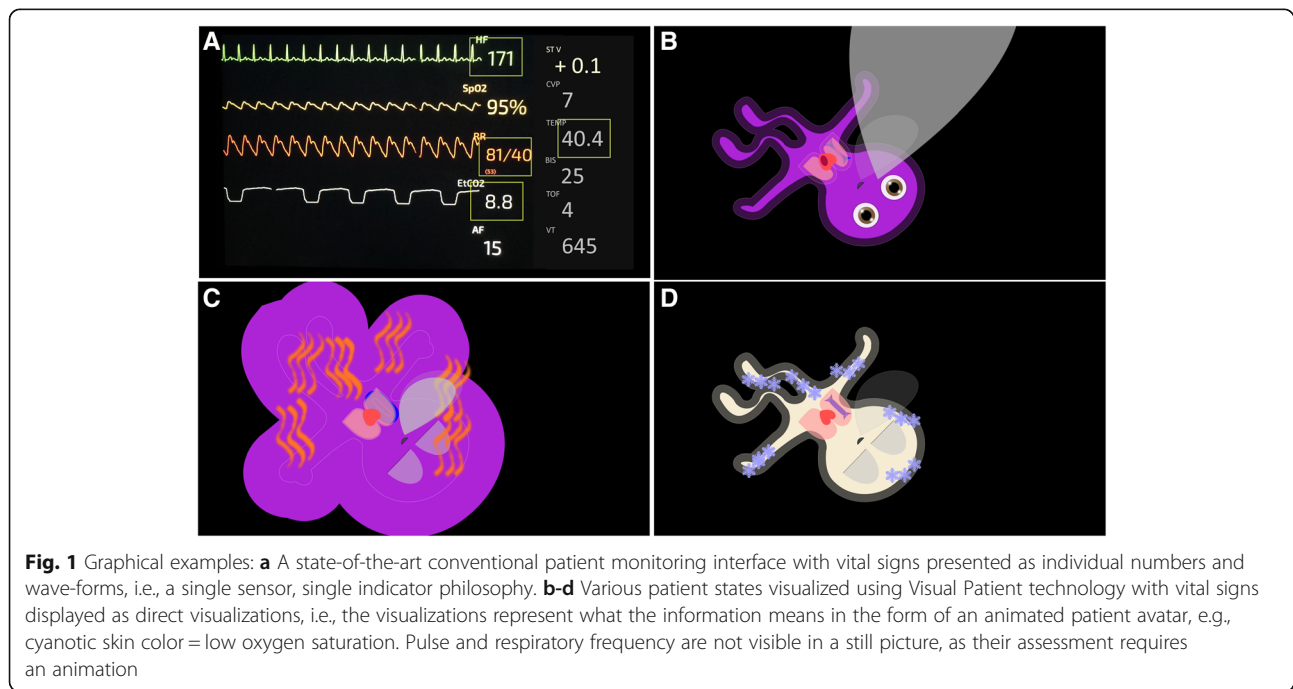 A
HF
171
ST V
+ 0.1
SpO2
95%
CVP
7
RR
81/40
(53)
TEMP
40.4
BIS
25
EtCO2
8.8
TOF
4
AF
15
VT
645
B
C
D
Fig. 1 Graphical examples: a A state-of-the-art conventional patient monitoring interface with vital signs presented as individual numbers and
wave-forms, i.e., a single sensor, single indicator philosophy. b-d Various patient states visualized using Visual Patient technology with vital signs
displayed as direct visualizations, i.e., the visualizations represent what the information means in the form of an animated patient avatar, e.g.,
cyanotic skin color = low oxygen saturation. Pulse and respiratory frequency are not visible in a still picture, as their assessment requires
an animation